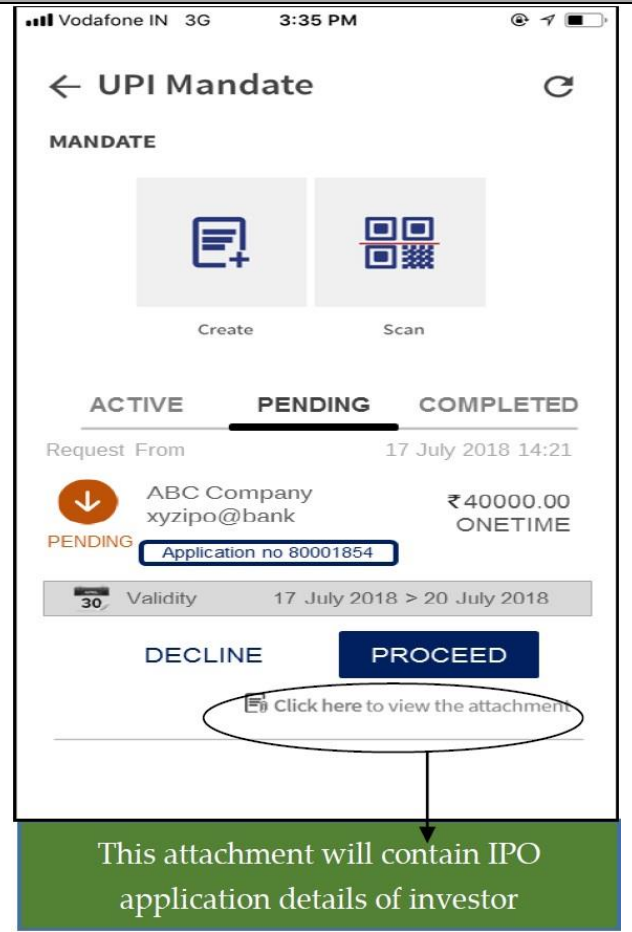 Vodafone IN 3G 3:35 PM
← UPI Mandate
MANDATE
Create Scan
ACTIVE PENDING COMPLETED
Request From 17 July 2018 14:21
ABC Company ₹40000.00
xyzipo@bank ONETIME
PENDING
Application no 80001854
30 Validity 17 July 2018 > 20 July 2018
DECLINE PROCEED
Click here to view the attachment
This attachment will contain IPO
application details of investor